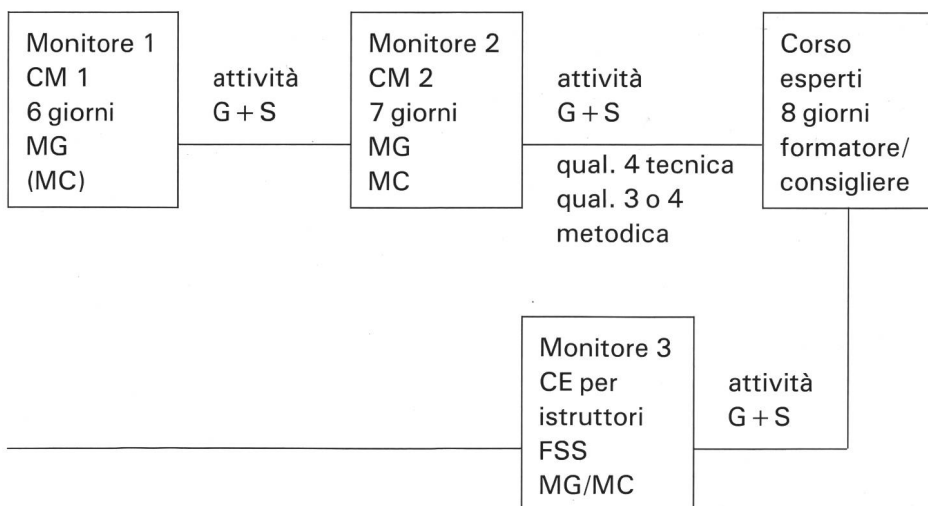 Monitore 1
CM 1
6 giorni
MG
(MC)
attività
G + S
Monitore 2
CM 2
7 giorni
MG
MC
attività
G + S
qual. 4 tecnica
qual. 3 o 4
metodica
Corso
esperti
8 giorni
formatore/
consigliere
Monitore 3
CE per
istruttori
FSS
MG/MC
attività
G + S